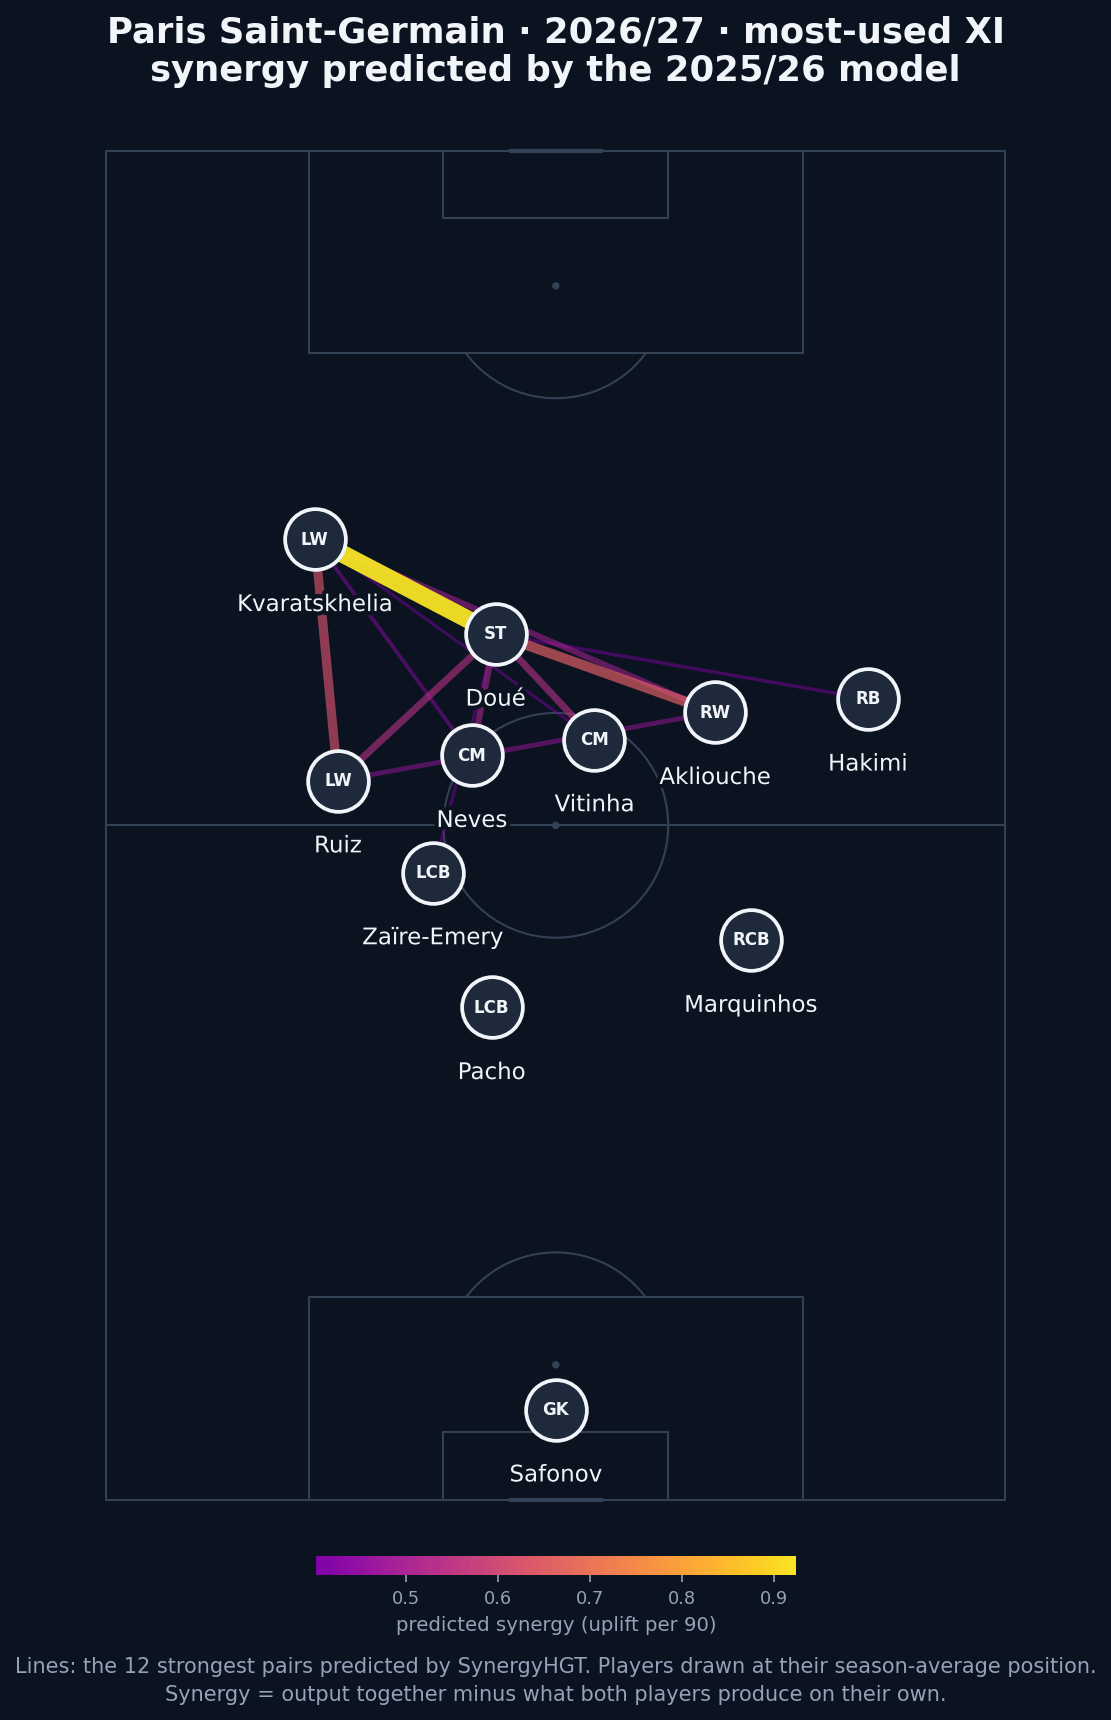 Paris Saint-Germain · 2026/27 · most-used XI
synergy predicted by the 2025/26 model
LW
Kvaratskhelia
ST
Doué
RB
Hakimi
RW
Akliouche
CM
Vitinha
CM
Neves
LW
Ruiz
LCB
Zaïre-Emery
RCB
Marquinhos
LCB
Pacho
GK
Safonov
0.5 0.6 0.7 0.8 0.9
predicted synergy (uplift per 90)
Lines: the 12 strongest pairs predicted by SynergyHGT. Players drawn at their season-average position.
Synergy = output together minus what both players produce on their own.